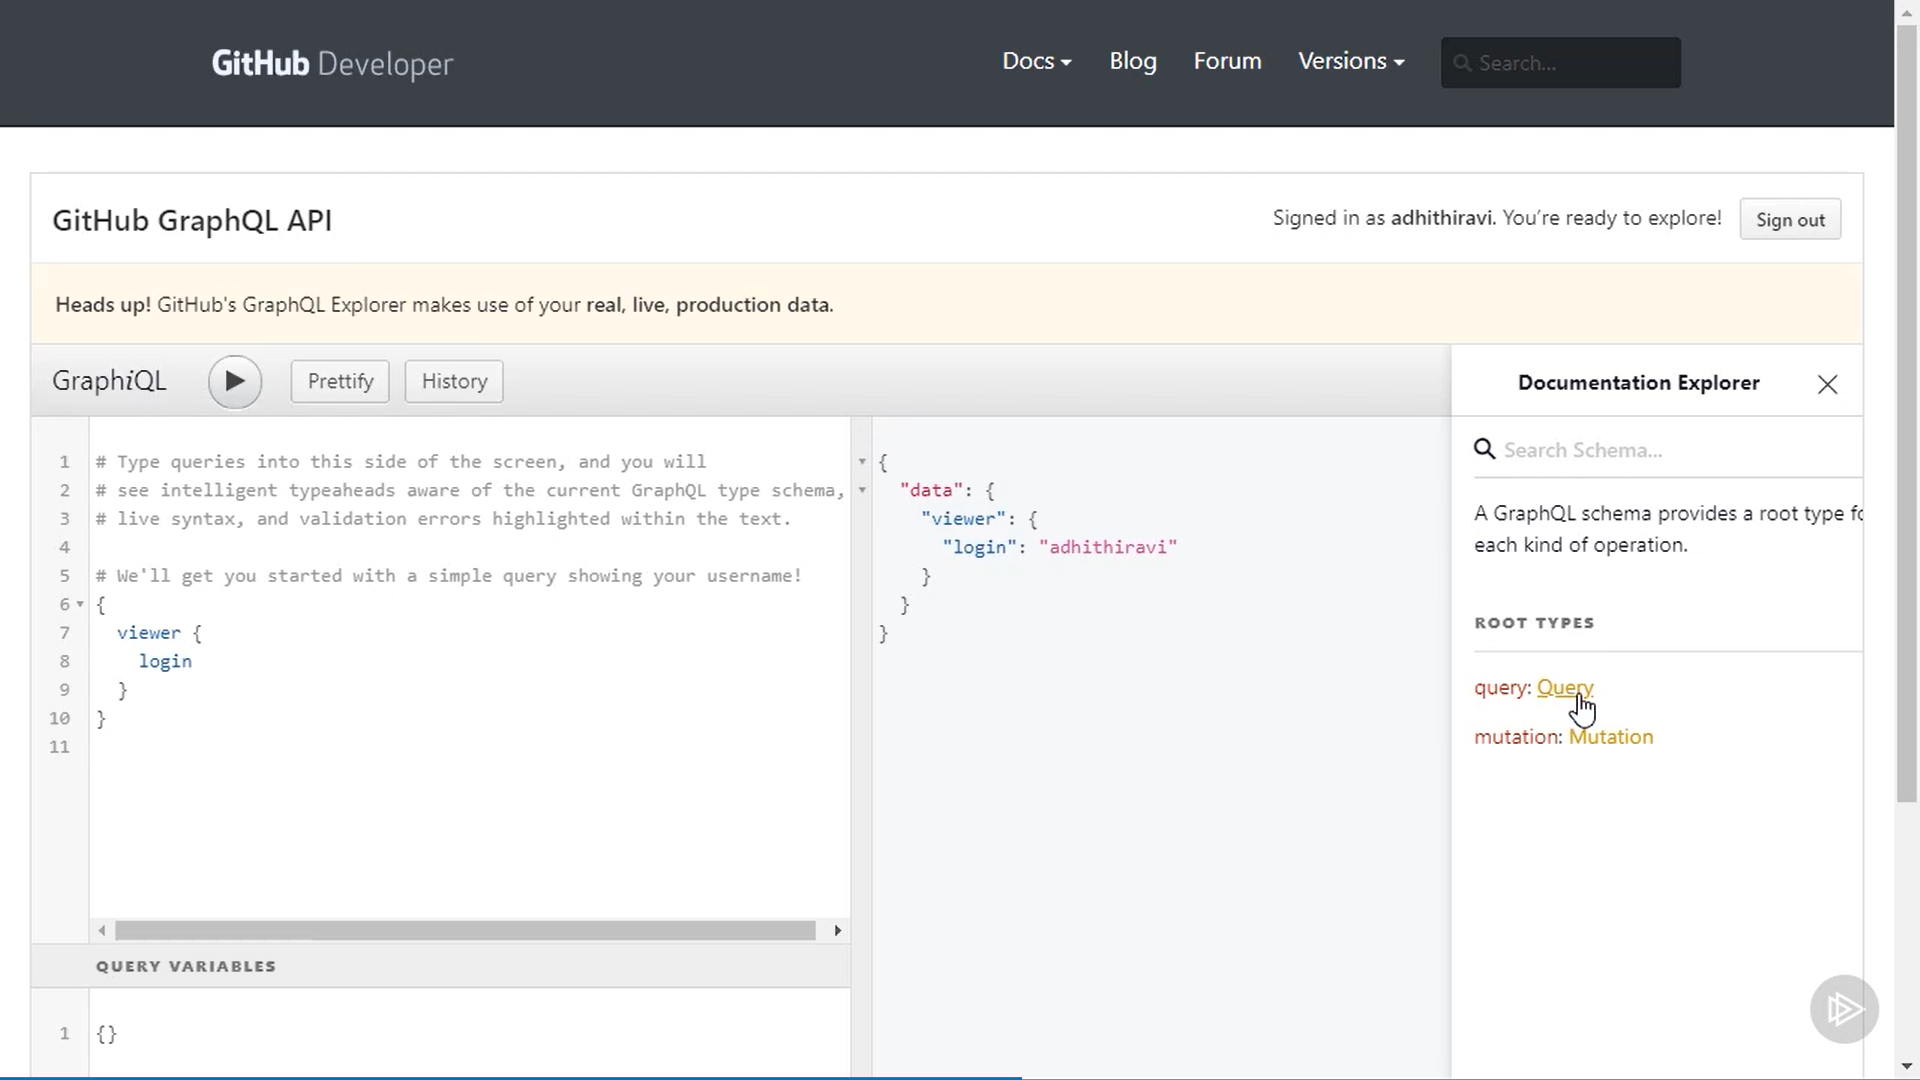 GitHub Developer
Docs
Blog
Forum
Versions
Search...
GitHub GraphQL API
Signed in as adhithiravi. You're ready to explore!
Sign out
Heads up! GitHub's GraphQL Explorer makes use of your real, live, production data.
GraphiQL
Prettify
History
Documentation Explorer
1 # Type queries into this side of the screen, and you will
2 # see intelligent typeaheads aware of the current GraphQL type schema,
3 # live syntax, and validation errors highlighted within the text.
4
5 # We'll get you started with a simple query showing your username!
6 {
7 viewer {
8 login
9 }
10 }
11
{
"data": {
"viewer": {
"login": "adhithiravi"
}
}
}
Search Schema...
A GraphQL schema provides a root type fo
each kind of operation.
ROOT TYPES
query: Query
mutation: Mutation
QUERY VARIABLES
1 {}